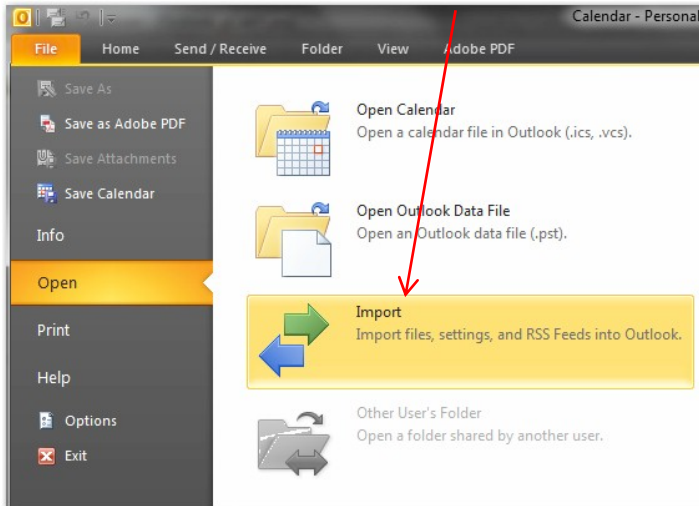 Calendar - Personal
File Home Send / Receive Folder View Adobe PDF
Save As
Save as Adobe PDF
Save Attachments
Save Calendar
Info
Open
Print
Help
Options
Exit
Open Calendar
Open a calendar file in Outlook (.ics, .vcs).
Open Outlook Data File
Open an Outlook data file (.pst).
Import
Import files, settings, and RSS Feeds into Outlook.
Other User's Folder
Open a folder shared by another user.